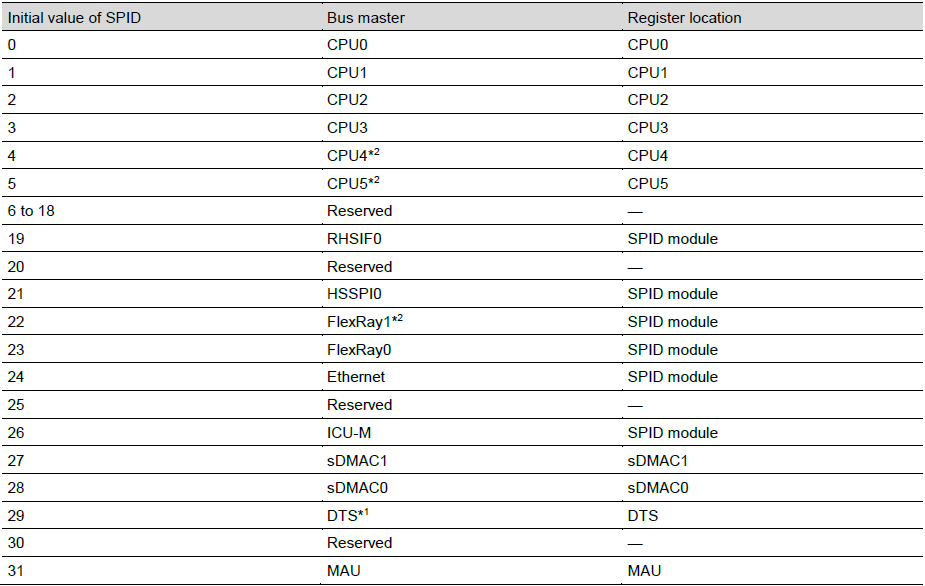 Initial value of SPID Bus master Register location
0 CPU0 CPU0
1 CPU1 CPU1
2 CPU2 CPU2
3 CPU3 CPU3
4 CPU4*2 CPU4
5 CPU5*2 CPU5
6 to 18 Reserved —
19 RHSIF0 SPID module
20 Reserved —
21 HSSPI0 SPID module
22 FlexRay1*2 SPID module
23 FlexRay0 SPID module
24 Ethernet SPID module
25 Reserved —
26 ICU-M SPID module
27 sDMAC1 sDMAC1
28 sDMAC0 sDMAC0
29 DTS*1 DTS
30 Reserved —
31 MAU MAU